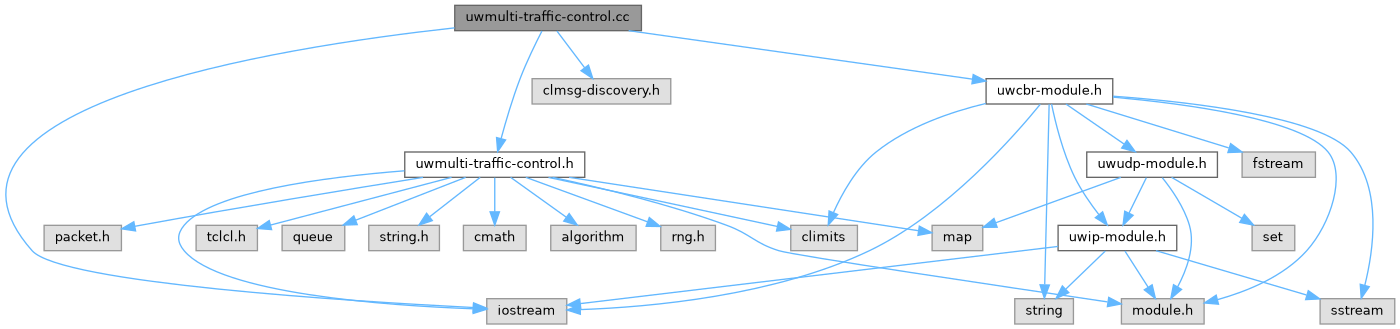 uwmulti-traffic-control.cc
clmsg-discovery.h
uwcbr-module.h
uwmulti-traffic-control.h
uwudp-module.h
fstream
packet.h
tclcl.h
queue
string.h
cmath
algorithm
rng.h
climits
map
uwip-module.h
set
iostream
string
module.h
sstream